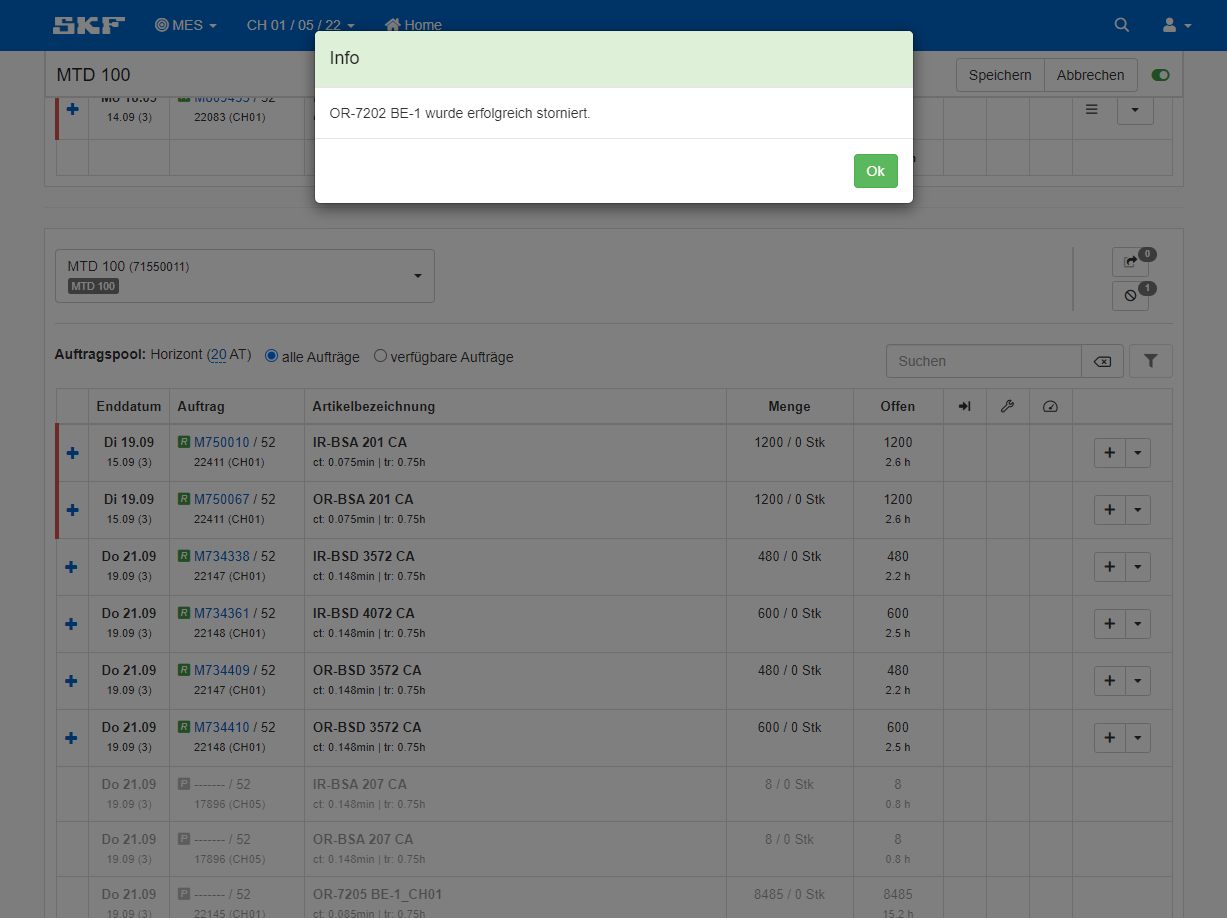 SKF MES CH 01 / 05 / 22 Home
Info
MTD 100 Speichern Abbrechen
14.09 (3) 22083 (CH01)
OR-7202 BE-1 wurde erfolgreich storniert.
Ok
MTD 100 (71550011)
MTD 100
0
1
Auftragspool: Horizont (20 AT) alle Aufträge verfügbare Aufträge Suchen
Enddatum Auftrag Artikelbezeichnung Menge Offen
Di 19.09 R M750010 / 52 IR-BSA 201 CA 1200 / 0 Stk 1200
15.09 (3) 22411 (CH01) ct: 0.075min | tr: 0.75h 2.6 h
Di 19.09 R M750067 / 52 OR-BSA 201 CA 1200 / 0 Stk 1200
15.09 (3) 22411 (CH01) ct: 0.075min | tr: 0.75h 2.6 h
Do 21.09 R M734338 / 52 IR-BSD 3572 CA 480 / 0 Stk 480
19.09 (3) 22147 (CH01) ct: 0.148min | tr: 0.75h 2.2 h
Do 21.09 R M734361 / 52 IR-BSD 4072 CA 600 / 0 Stk 600
19.09 (3) 22148 (CH01) ct: 0.148min | tr: 0.75h 2.5 h
Do 21.09 R M734409 / 52 OR-BSD 3572 CA 480 / 0 Stk 480
19.09 (3) 22147 (CH01) ct: 0.148min | tr: 0.75h 2.2 h
Do 21.09 R M734410 / 52 OR-BSD 3572 CA 600 / 0 Stk 600
19.09 (3) 22148 (CH01) ct: 0.148min | tr: 0.75h 2.5 h
Do 21.09 P ------- / 52 IR-BSA 207 CA 8 / 0 Stk 8
19.09 (3) 17896 (CH05) ct: 0.148min | tr: 0.75h 0.8 h
Do 21.09 P ------- / 52 OR-BSA 207 CA 8 / 0 Stk 8
19.09 (3) 17896 (CH05) ct: 0.148min | tr: 0.75h 0.8 h
Do 21.09 P ------- / 52 OR-7205 BE-1_CH01 8485 / 0 Stk 8485
19.09 (3) 22145 (CH01) ct: 0.085min | tr: 0.75h 15.2 h